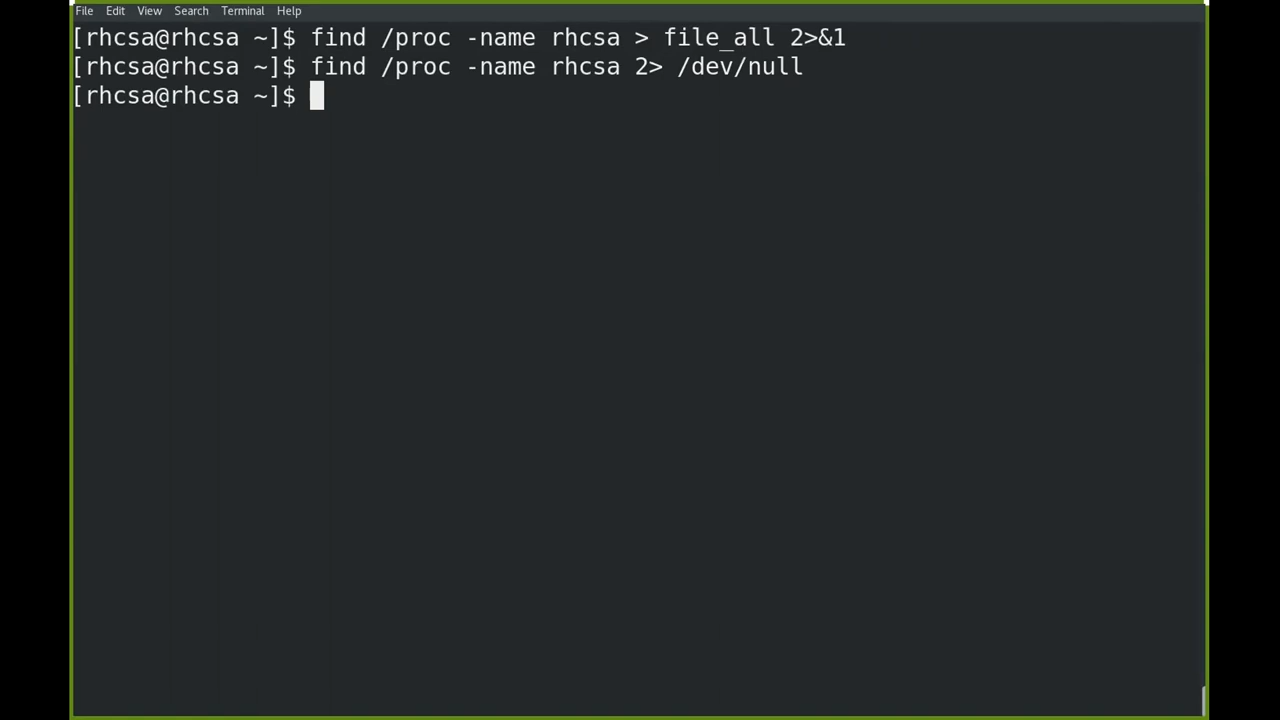 File Edit View Search Terminal Help
[rhcsa@rhcsa ~]$ find /proc -name rhcsa > file_all 2>&1
[rhcsa@rhcsa ~]$ find /proc -name rhcsa 2> /dev/null
[rhcsa@rhcsa ~]$